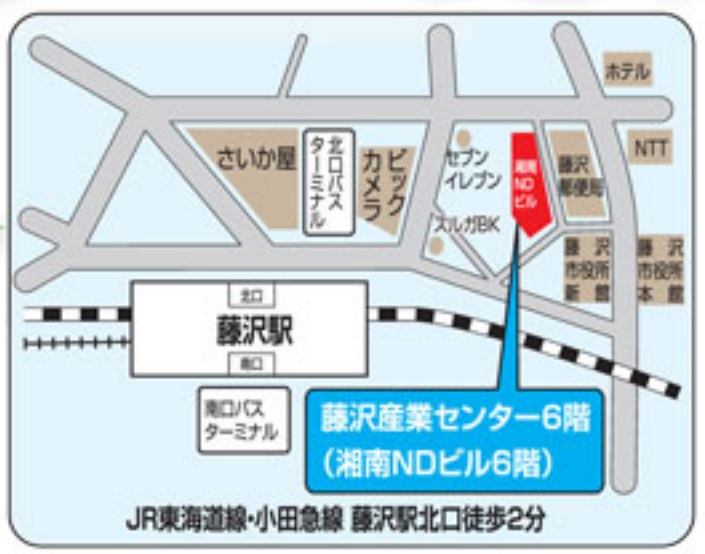 ホテル
さいか屋
北口バス
ターミナル
ビック
カメラ
セブン
イレブン
湘南
ND
ビル
藤沢
郵便局
NTT
スルガBK
藤沢
市役所
新館
藤沢
市役所
本館
北口
藤沢駅
南口
南口バス
ターミナル
藤沢産業センター6階
（湘南NDビル6階）
JR東海道線・小田急線 藤沢駅北口徒歩2分